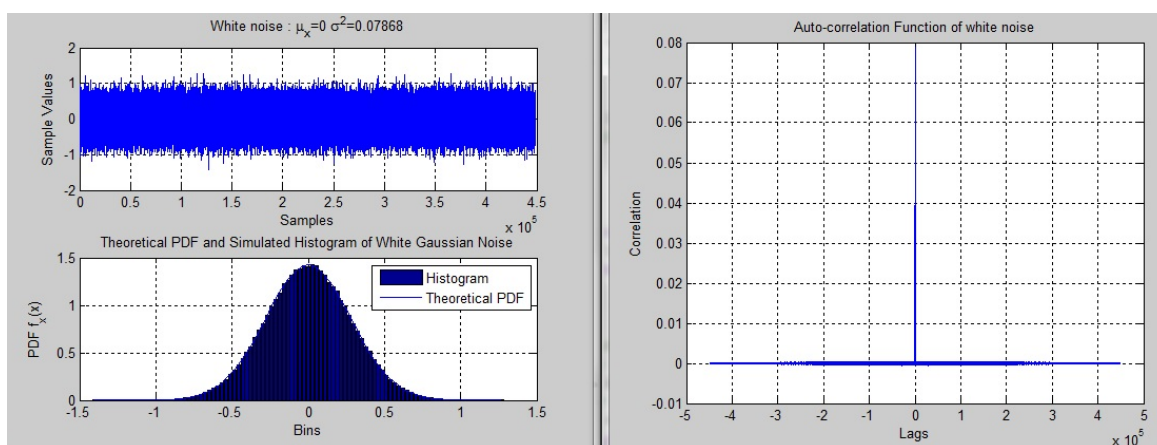 White noise : μx=0 σ²=0.07868
2
1
0
-1
-2
Sample Values
0 0.5 1 1.5 2 2.5 3 3.5 4 4.5
Samples
x 10⁵
Theoretical PDF and Simulated Histogram of White Gaussian Noise
1.5
1
0.5
0
PDF fx(x)
Histogram
Theoretical PDF
-1.5 -1 -0.5 0 0.5 1 1.5
Bins
Auto-correlation Function of white noise
0.08
0.07
0.06
0.05
0.04
0.03
0.02
0.01
0
-0.01
Correlation
-5 -4 -3 -2 -1 0 1 2 3 4 5
Lags
x 10⁵